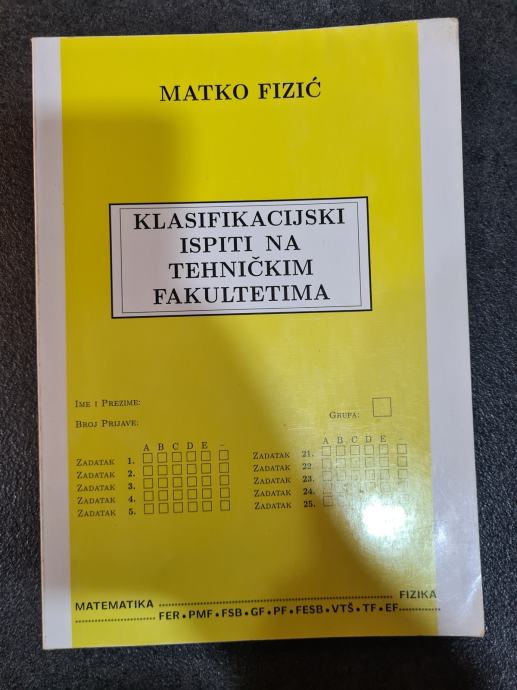 MATKO FIZIĆ
KLASIFIKACIJSKI
ISPITI NA
TEHNIČKIM
FAKULTETIMA
IME I PREZIME:
BROJ PRIJAVE:
GRUPA:
A B C D E –
ZADATAK 1.
ZADATAK 2.
ZADATAK 3.
ZADATAK 4.
ZADATAK 5.
A B C D E –
ZADATAK 21.
ZADATAK 22
ZADATAK 23.
ZADATAK 24.
ZADATAK 25.
MATEMATIKA FIZIKA
FER • PMF • FSB • GF • PF • FESB • VTŠ • TF • EF